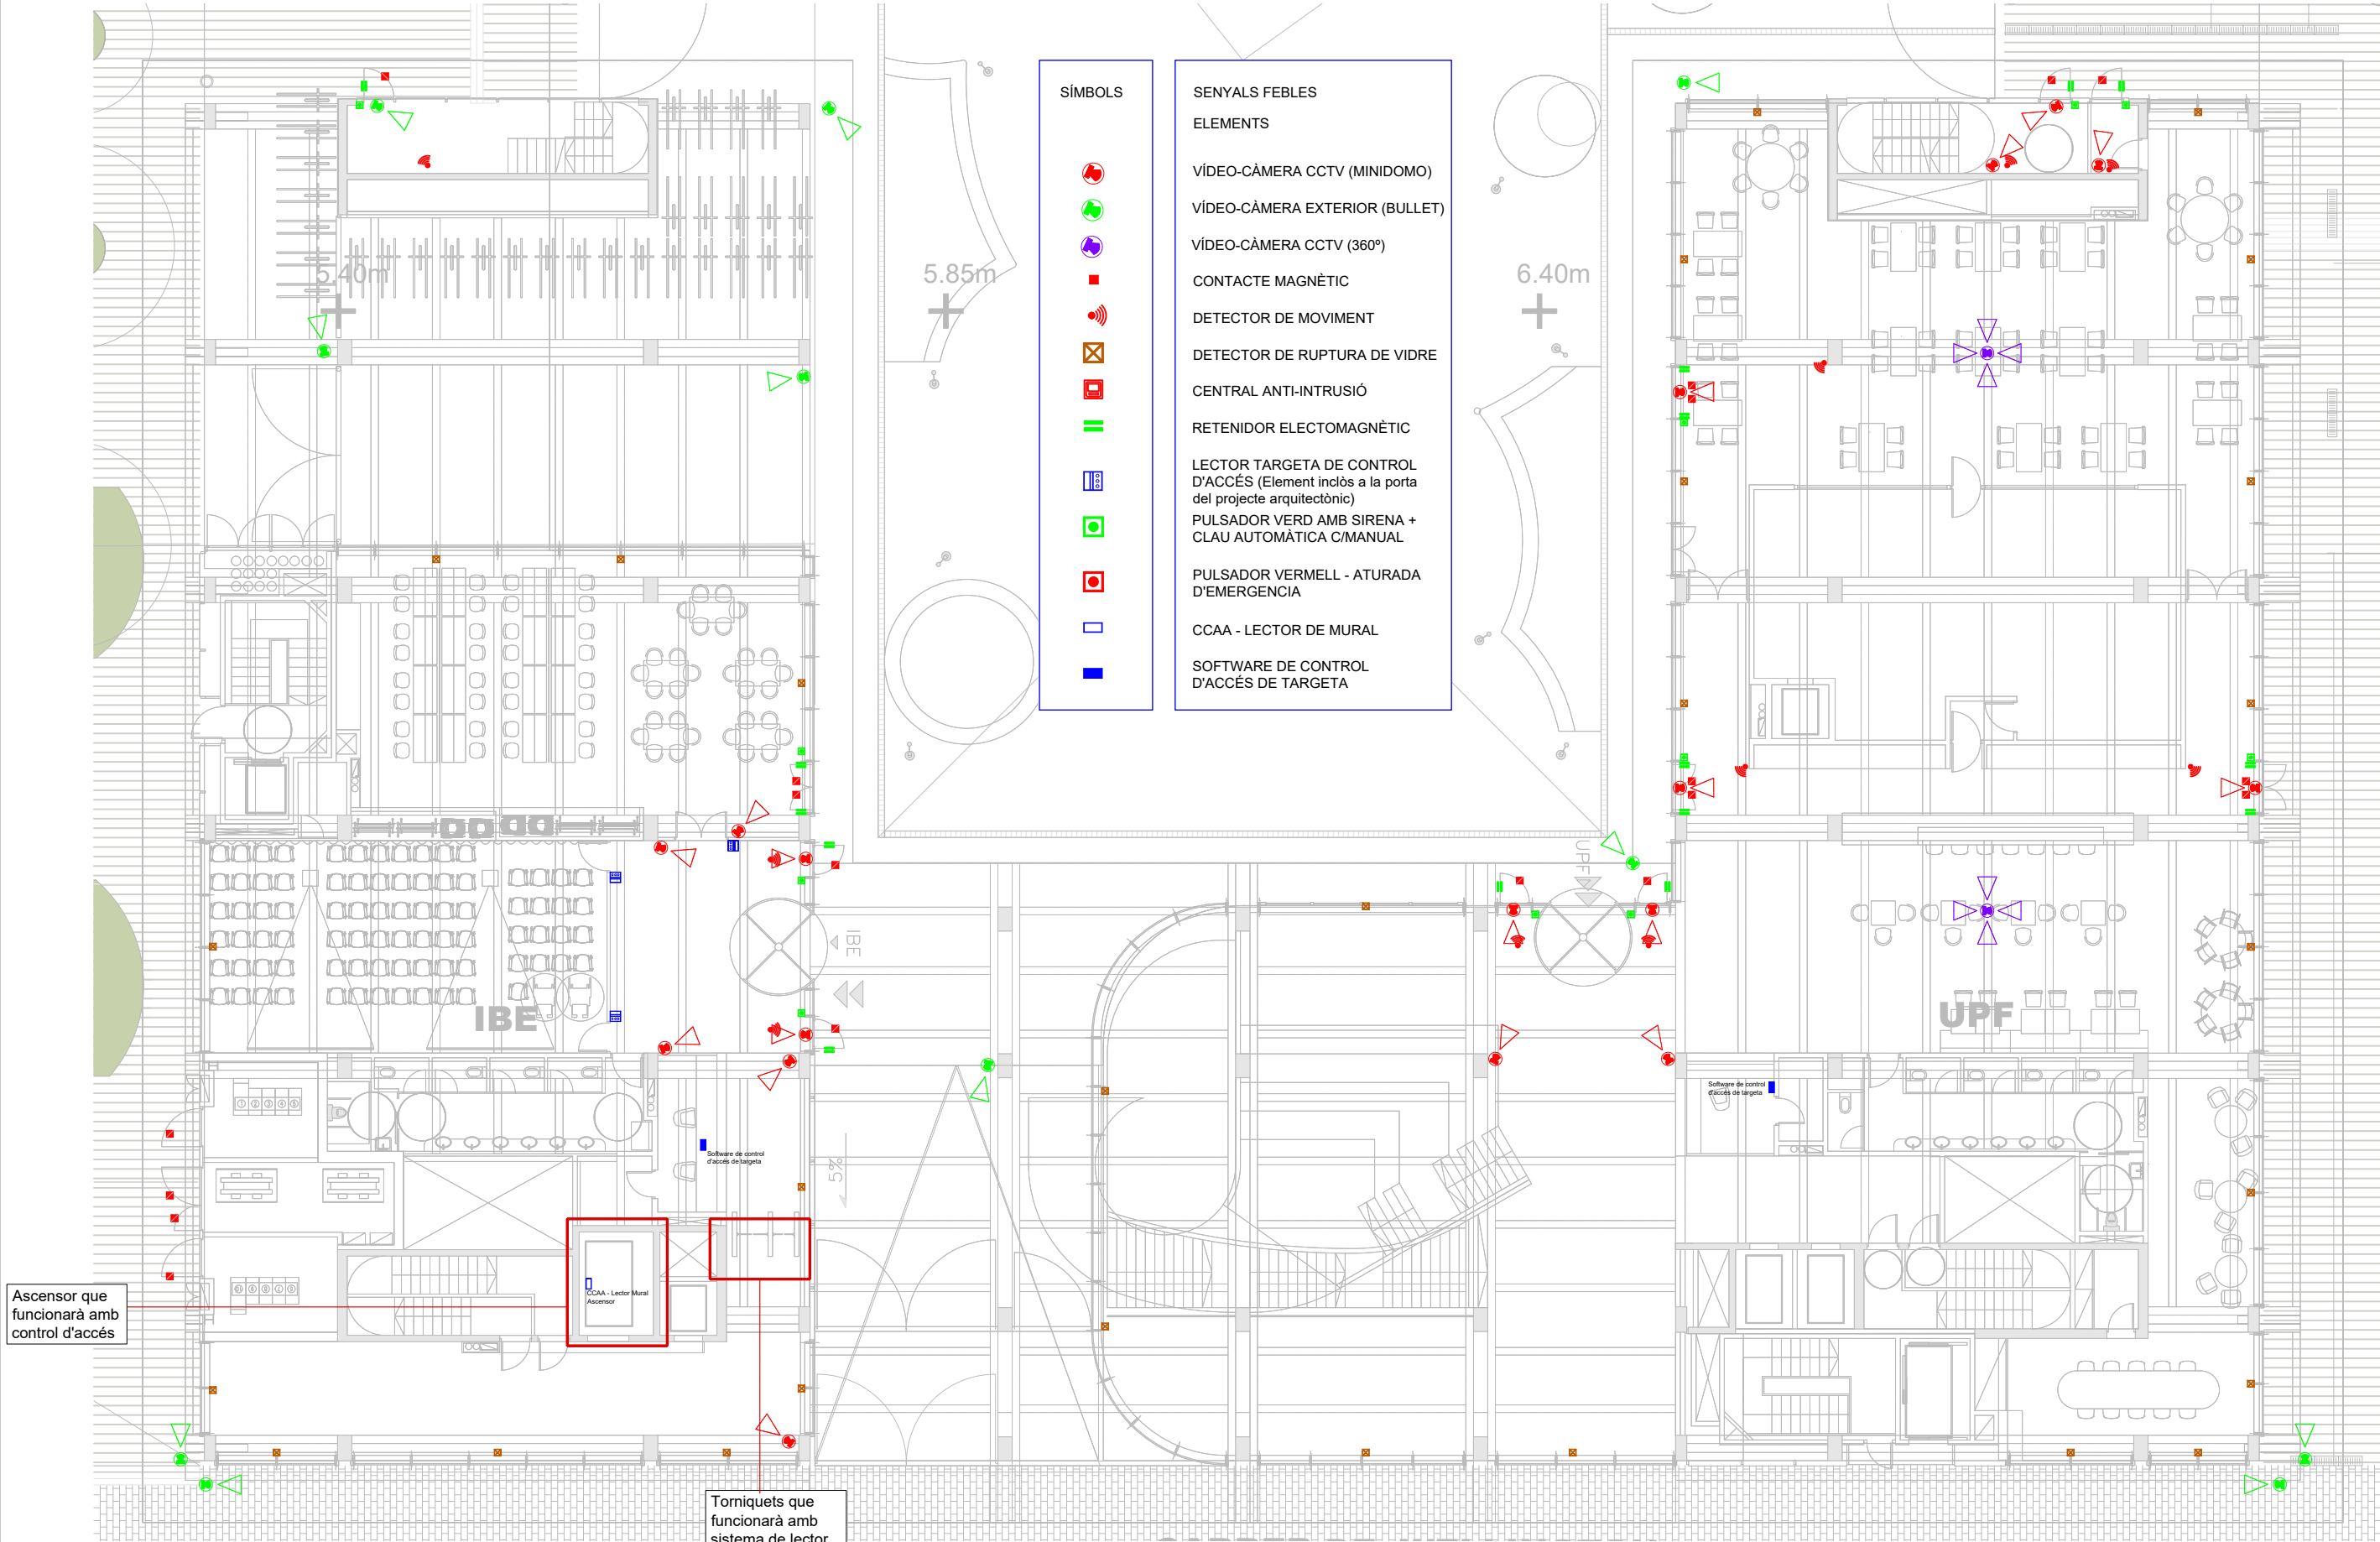 SÍMBOLS
SENYALS FEBLES
ELEMENTS
VÍDEO-CÀMERA CCTV (MINIDOMO)
VÍDEO-CÀMERA EXTERIOR (BULLET)
VÍDEO-CÀMERA CCTV (360º)
CONTACTE MAGNÈTIC
DETECTOR DE MOVIMENT
DETECTOR DE RUPTURA DE VIDRE
CENTRAL ANTI-INTRUSIÓ
RETENIDOR ELECTOMAGNÈTIC
LECTOR TARGETA DE CONTROL
D'ACCÉS (Element inclòs a la porta
del projecte arquitectònic)
PULSADOR VERD AMB SIRENA +
CLAU AUTOMÀTICA C/MANUAL
PULSADOR VERMELL - ATURADA
D'EMERGENCIA
CCAA - LECTOR DE MURAL
SOFTWARE DE CONTROL
D'ACCÉS DE TARGETA
5.40m
5.85m
6.40m
UPF
IBE
IBE
UPF
5%
Software de control
d'accés de targeta
Software de control
d'accés de targeta
CCAA - Lector Mural
Ascensor
Ascensor que
funcionarà amb
control d'accés
Torniquets que
funcionarà amb
sistema de lector